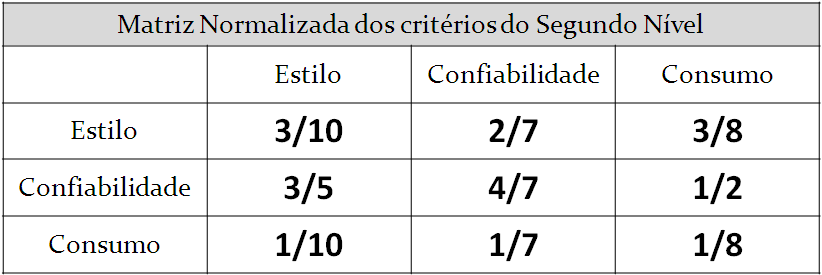 Matriz Normalizada dos critérios do Segundo Nível
Estilo Confiabilidade Consumo
Estilo 3/10 2/7 3/8
Confiabilidade 3/5 4/7 1/2
Consumo 1/10 1/7 1/8